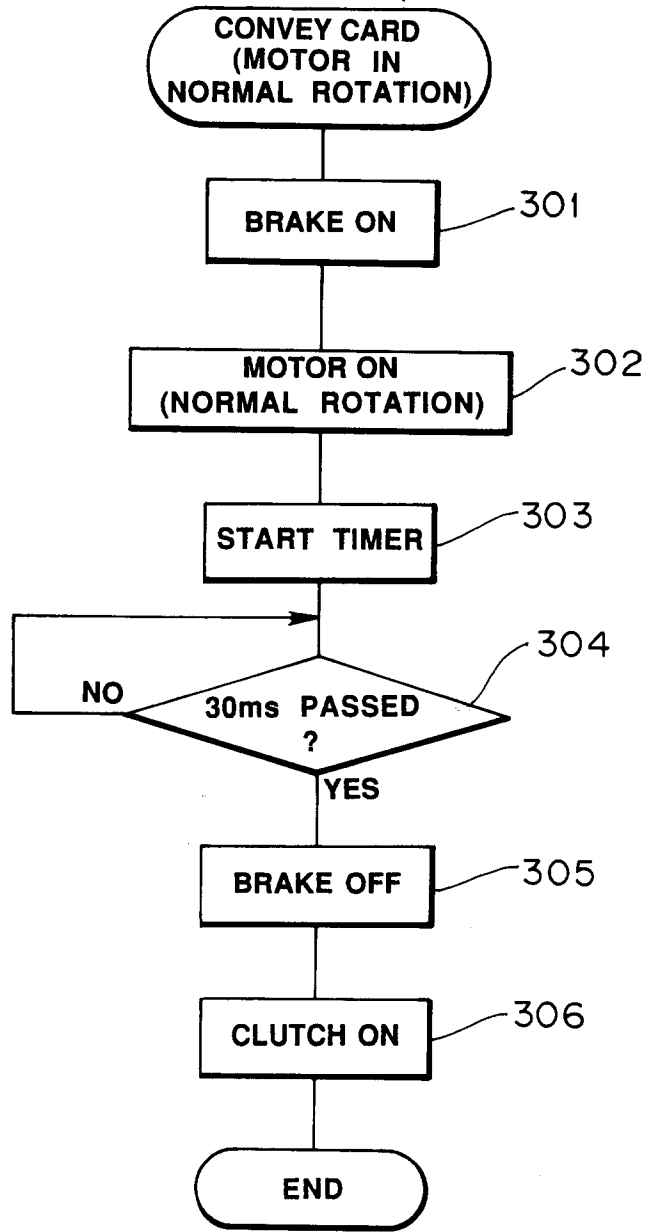 CONVEY CARD
(MOTOR IN
NORMAL ROTATION)
BRAKE ON
301
MOTOR ON
(NORMAL ROTATION)
302
START TIMER
303
304
NO
30ms PASSED
?
YES
BRAKE OFF
305
CLUTCH ON
306
END